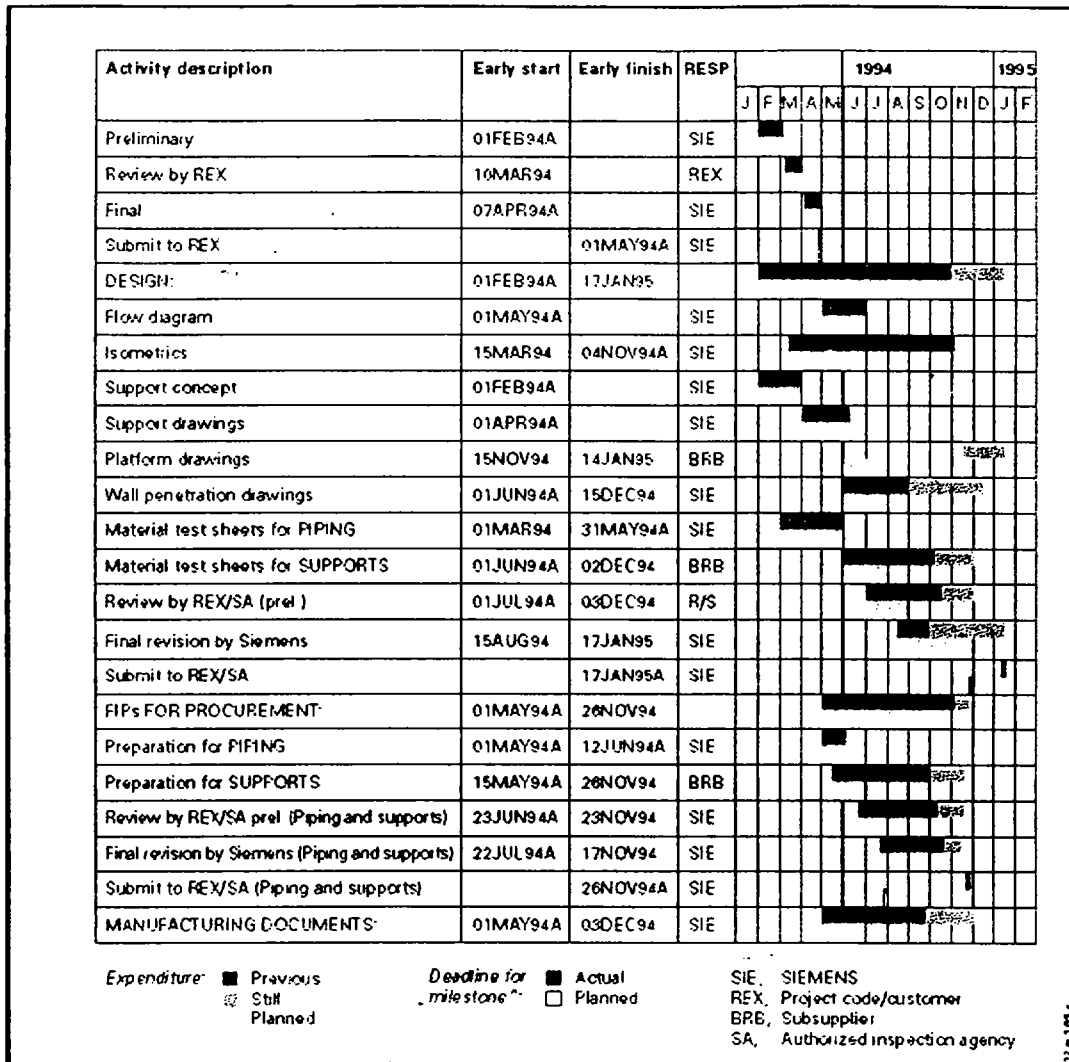 Activity description Early start Early finish RESP 1994 1995
J F M A M J J A S O N D J F
Preliminary 01FEB94A SIE
Review by REX 10MAR94 REX
Final 07APR94A SIE
Submit to REX 01MAY94A SIE
DESIGN: 01FEB94A 17JAN95
Flow diagram 01MAY94A SIE
Isometrics 15MAR94 04NOV94A SIE
Support concept 01FEB94A SIE
Support drawings 01APR94A SIE
Platform drawings 15NOV94 14JAN95 BRB
Wall penetration drawings 01JUN94A 15DEC94 SIE
Material test sheets for PIPING 01MAR94 31MAY94A SIE
Material test sheets for SUPPORTS 01JUN94A 02DEC94 BRB
Review by REX/SA (prel.) 01JUL94A 03DEC94 R/S
Final revision by Siemens 15AUG94 17JAN95 SIE
Submit to REX/SA 17JAN95A SIE
FIPs FOR PROCUREMENT: 01MAY94A 26NOV94
Preparation for PIPING 01MAY94A 12JUN94A SIE
Preparation for SUPPORTS 15MAY94A 26NOV94 BRB
Review by REX/SA prel (Piping and supports) 23JUN94A 23NOV94 SIE
Final revision by Siemens (Piping and supports) 22JUL94A 17NOV94 SIE
Submit to REX/SA (Piping and supports) 26NOV94A SIE
MANUFACTURING DOCUMENTS: 01MAY94A 03DEC94 SIE
Expenditure: Previous Deadline for Actual SIE, SIEMENS
Still milestone": Planned REX, Project code/customer
Planned BRB, Subsupplier
SA, Authorized inspection agency